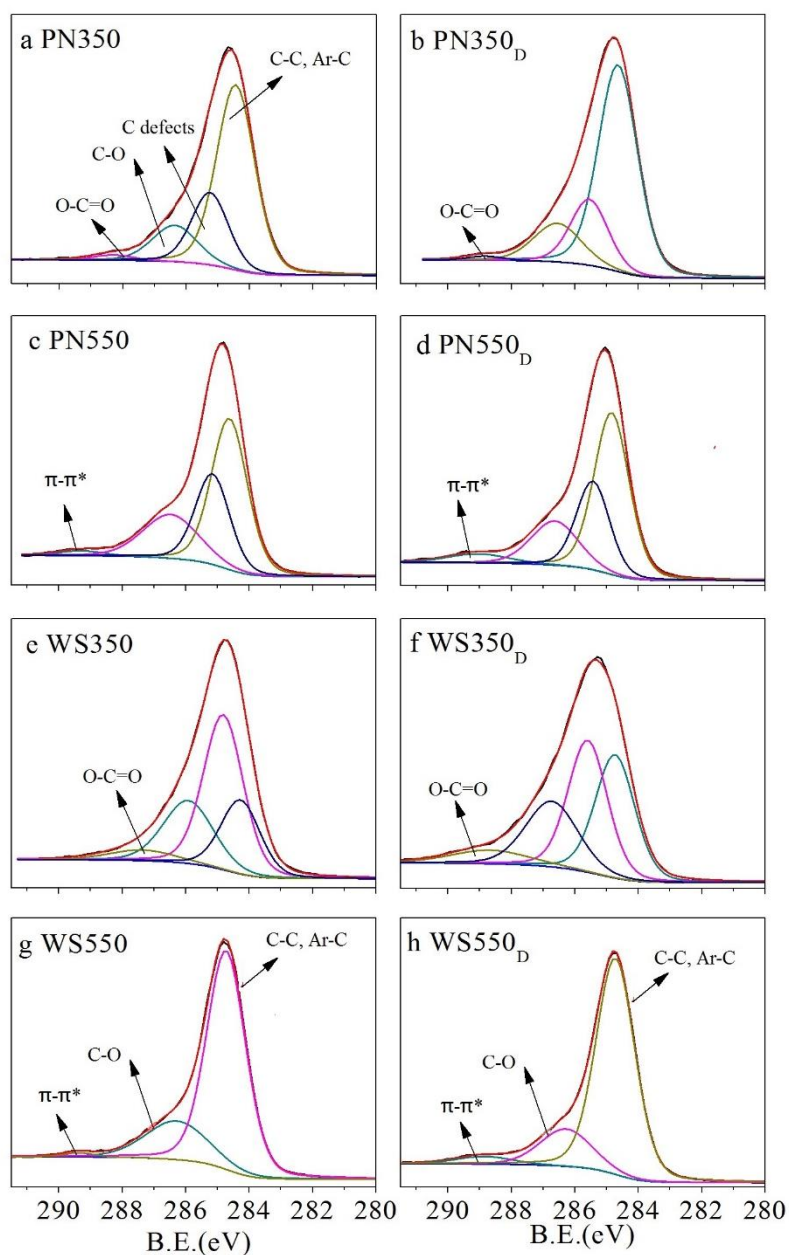 a PN350
C-C, Ar-C
C defects
C-O
O-C=O
b PN350D
O-C=O
c PN550
π-π*
d PN550D
π-π*
e WS350
O-C=O
f WS350D
O-C=O
g WS550
C-C, Ar-C
C-O
π-π*
h WS550D
C-C, Ar-C
C-O
π-π*
290 288 286 284 282 280
B.E.(eV)
290 288 286 284 282 280
B.E.(eV)